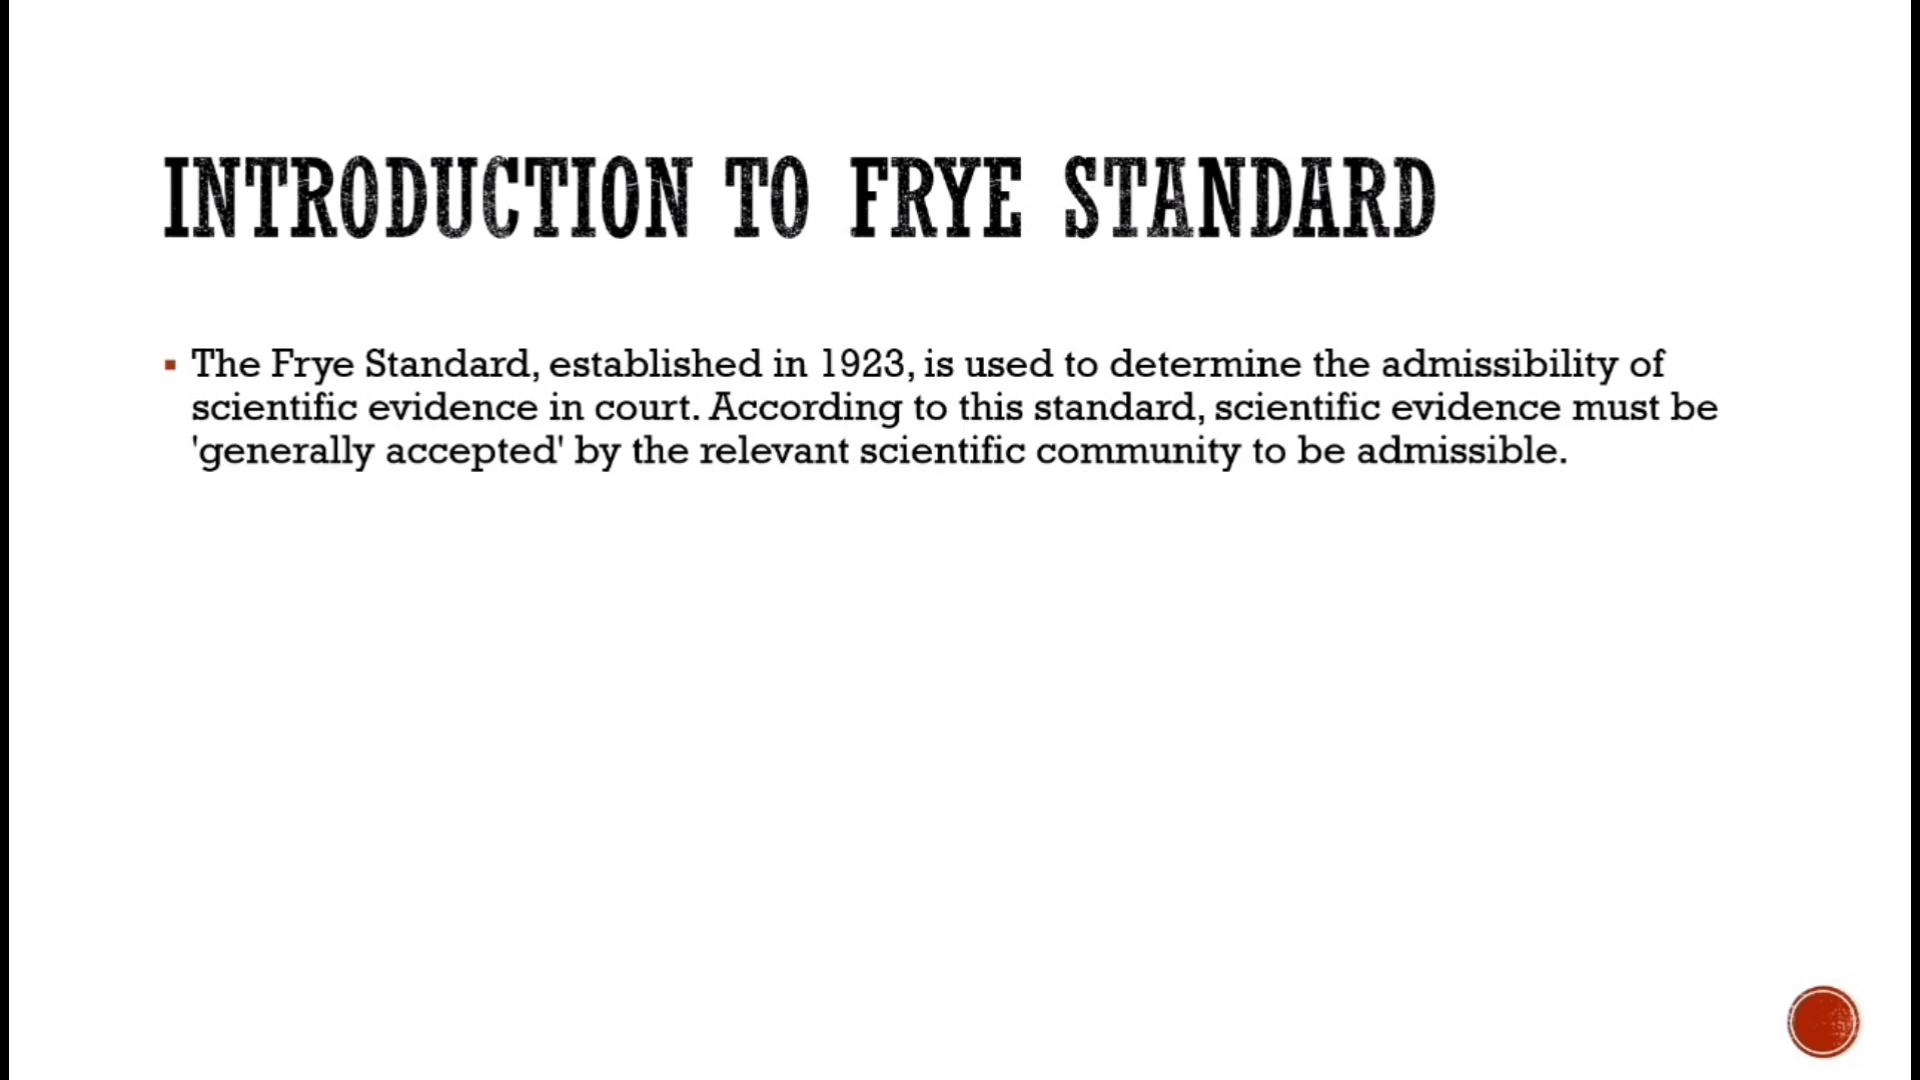 INTRODUCTION TO FRYE STANDARD
▪ The Frye Standard, established in 1923, is used to determine the admissibility of
scientific evidence in court. According to this standard, scientific evidence must be
'generally accepted' by the relevant scientific community to be admissible.